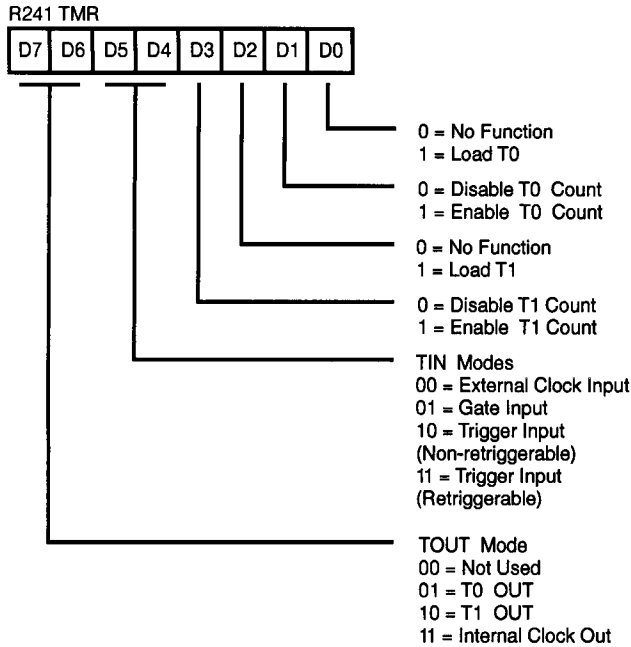 R241 TMR
D7 D6 D5 D4 D3 D2 D1 D0
0 = No Function
1 = Load T0
0 = Disable T0 Count
1 = Enable T0 Count
0 = No Function
1 = Load T1
0 = Disable T1 Count
1 = Enable T1 Count
TIN Modes
00 = External Clock Input
01 = Gate Input
10 = Trigger Input
(Non-retriggerable)
11 = Trigger Input
(Retriggerable)
TOUT Mode
00 = Not Used
01 = T0 OUT
10 = T1 OUT
11 = Internal Clock Out